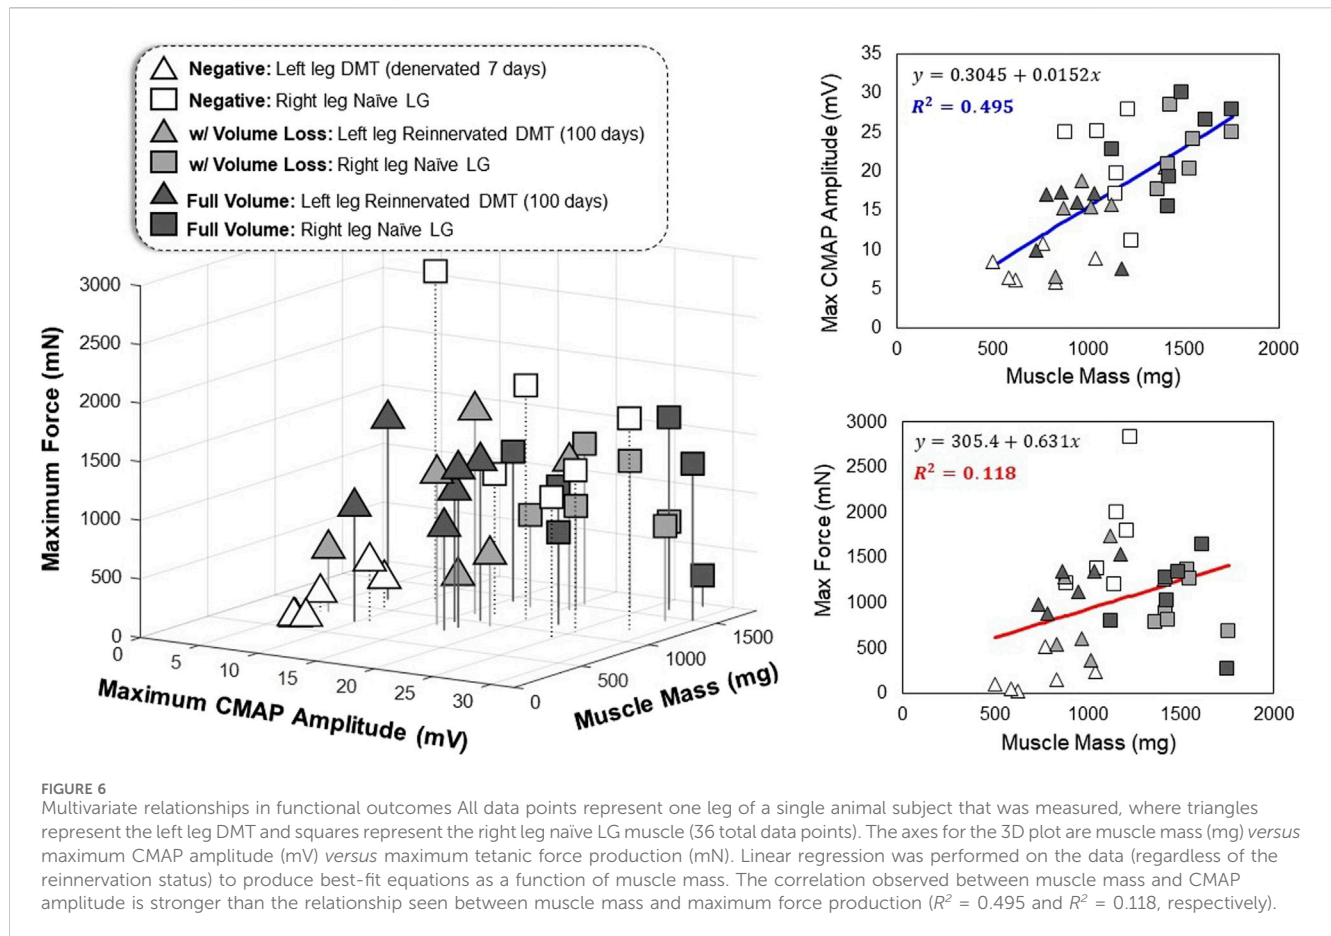 Negative: Left leg DMT (denervated 7 days)
Negative: Right leg Naïve LG
w/ Volume Loss: Left leg Reinnervated DMT (100 days)
w/ Volume Loss: Right leg Naïve LG
Full Volume: Left leg Reinnervated DMT (100 days)
Full Volume: Right leg Naïve LG
Maximum Force (mN)
3000
2500
2000
1500
1000
500
0
0
5
10
15
20
25
30
Maximum CMAP Amplitude (mV)
0
500
1000
1500
Muscle Mass (mg)
Max CMAP Amplitude (mV)
35
30
25
20
15
10
5
0
y = 0.3045 + 0.0152x
R² = 0.495
0
500
1000
1500
2000
Muscle Mass (mg)
Max Force (mN)
3000
2500
2000
1500
1000
500
0
y = 305.4 + 0.631x
R² = 0.118
0
500
1000
1500
2000
Muscle Mass (mg)
FIGURE 6
Multivariate relationships in functional outcomes All data points represent one leg of a single animal subject that was measured, where triangles
represent the left leg DMT and squares represent the right leg naïve LG muscle (36 total data points). The axes for the 3D plot are muscle mass (mg) versus
maximum CMAP amplitude (mV) versus maximum tetanic force production (mN). Linear regression was performed on the data (regardless of the
reinnervation status) to produce best-fit equations as a function of muscle mass. The correlation observed between muscle mass and CMAP
amplitude is stronger than the relationship seen between muscle mass and maximum force production (R² = 0.495 and R² = 0.118, respectively).